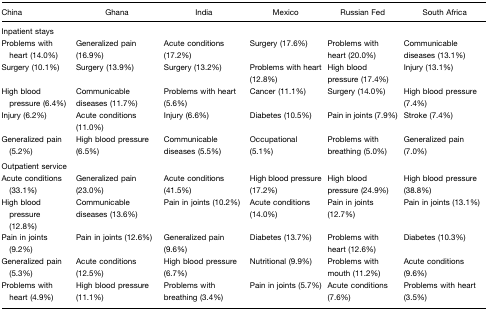 China Ghana India Mexico Russian Fed South Africa
Inpatient stays
Problems with Generalized pain Acute conditions Surgery (17.6%) Problems with Communicable
heart (14.0%) (16.9%) (17.2%) heart (20.0%) diseases (13.1%)
Surgery (10.1%) Surgery (13.9%) Surgery (13.2%) Problems with heart High blood Injury (13.1%)
(12.8%) pressure (17.4%)
High blood Communicable Problems with heart Cancer (11.1%) Surgery (14.0%) High blood pressure
pressure (6.4%) diseases (11.7%) (5.6%) (7.4%)
Injury (6.2%) Acute conditions Injury (6.6%) Diabetes (10.5%) Pain in joints (7.9%) Stroke (7.4%)
(11.0%)
Generalized pain High blood pressure Communicable Occupational Problems with Generalized pain
(5.2%) (6.5%) diseases (5.5%) (5.1%) breathing (5.0%) (7.0%)
Outpatient service
Acute conditions Generalized pain Acute conditions High blood pressure High blood High blood pressure
(33.1%) (23.0%) (41.5%) (17.2%) pressure (24.9%) (38.8%)
High blood Communicable Pain in joints (10.2%) Acute conditions Pain in joints Pain in joints (13.1%)
pressure diseases (13.6%) (14.0%) (12.7%)
(12.8%)
Pain in joints Pain in joints (12.6%) Generalized pain Diabetes (13.7%) Problems with Diabetes (10.3%)
(9.2%) (9.6%) heart (12.6%)
Generalized pain Acute conditions High blood pressure Nutritional (9.9%) Problems with Acute conditions
(5.3%) (12.5%) (6.7%) mouth (11.2%) (9.6%)
Problems with High blood pressure Problems with Pain in joints (5.7%) Acute conditions Problems with heart
heart (4.9%) (11.1%) breathing (3.4%) (7.6%) (3.5%)